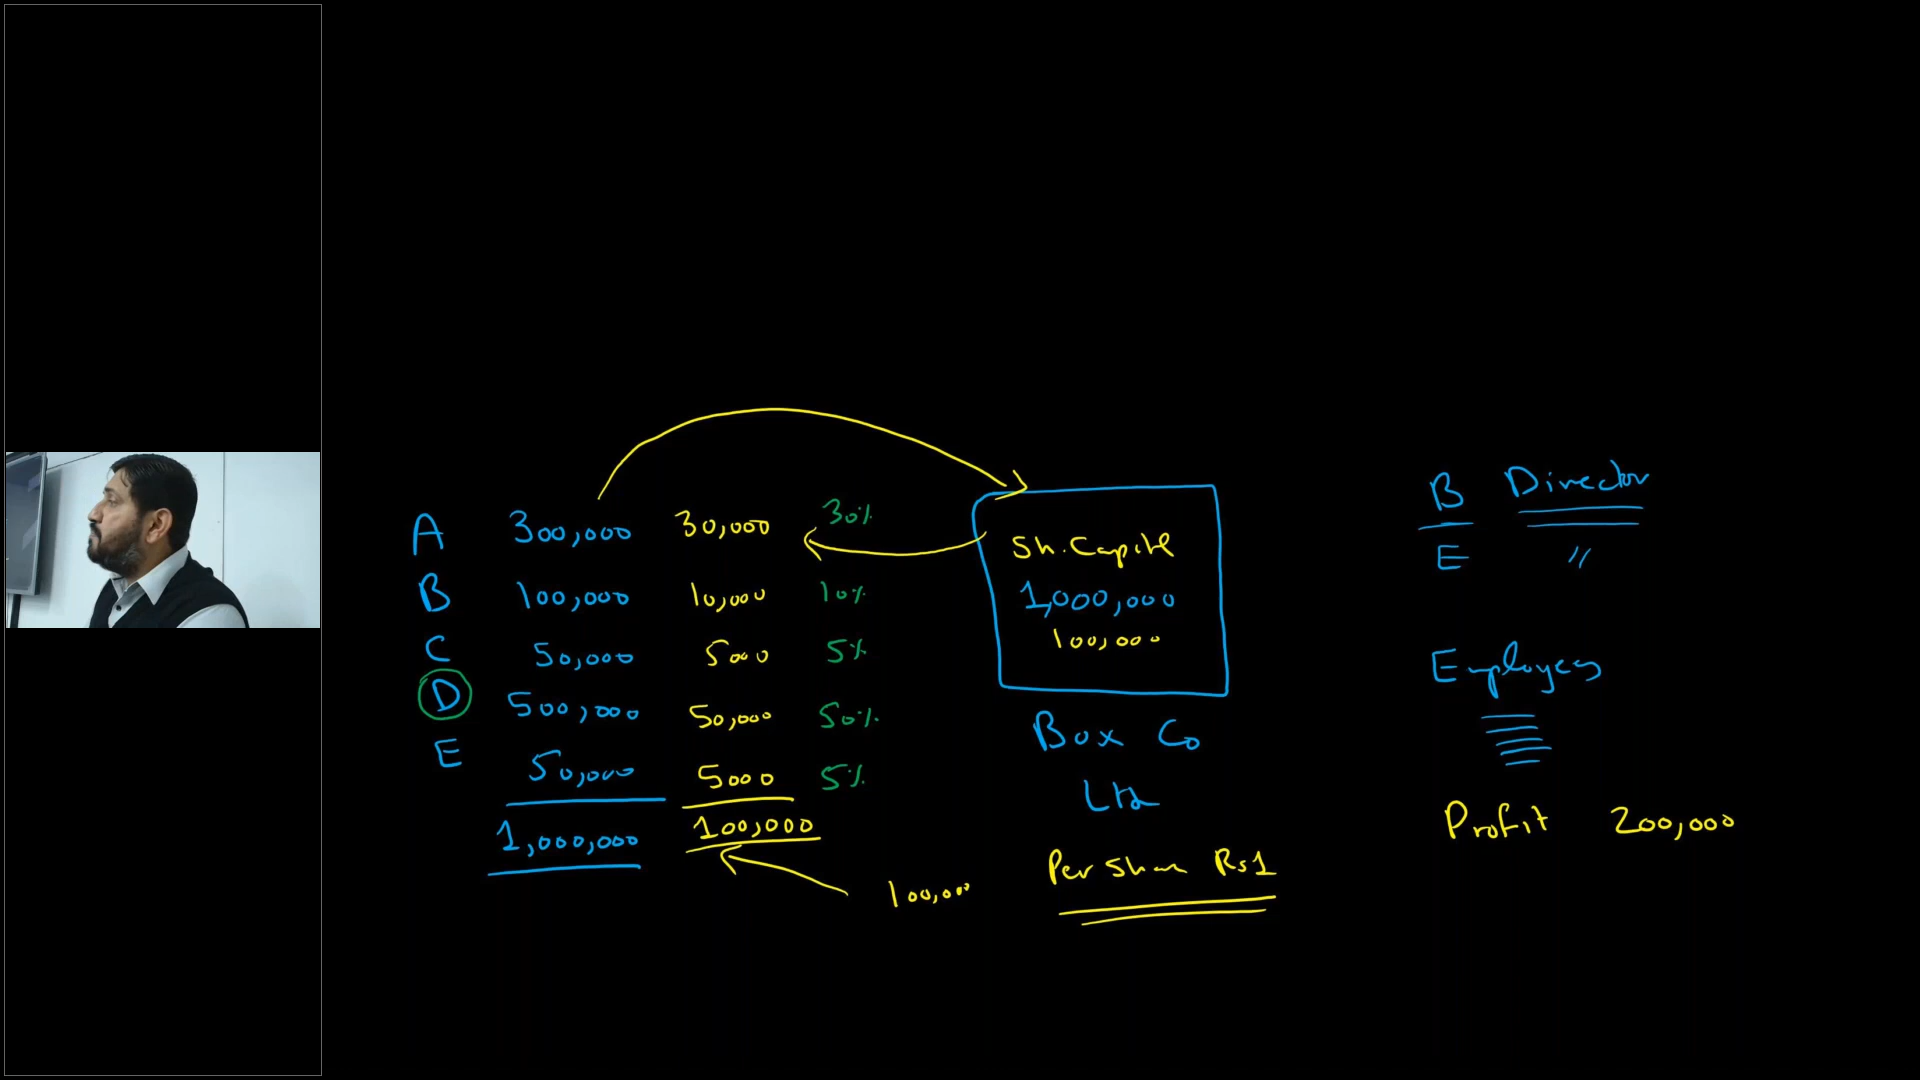 A 300,000 30,000 30%
B 100,000 10,000 10%
C 50,000 5000 5%
D 500,000 50,000 50%
E 50,000 5000 5%
1,000,000 100,000
100,000
Sh. Capital
1,000,000
100,000
Box Co
Ltd
Per Share Rs1
B Director
E "
Employees
Profit 200,000